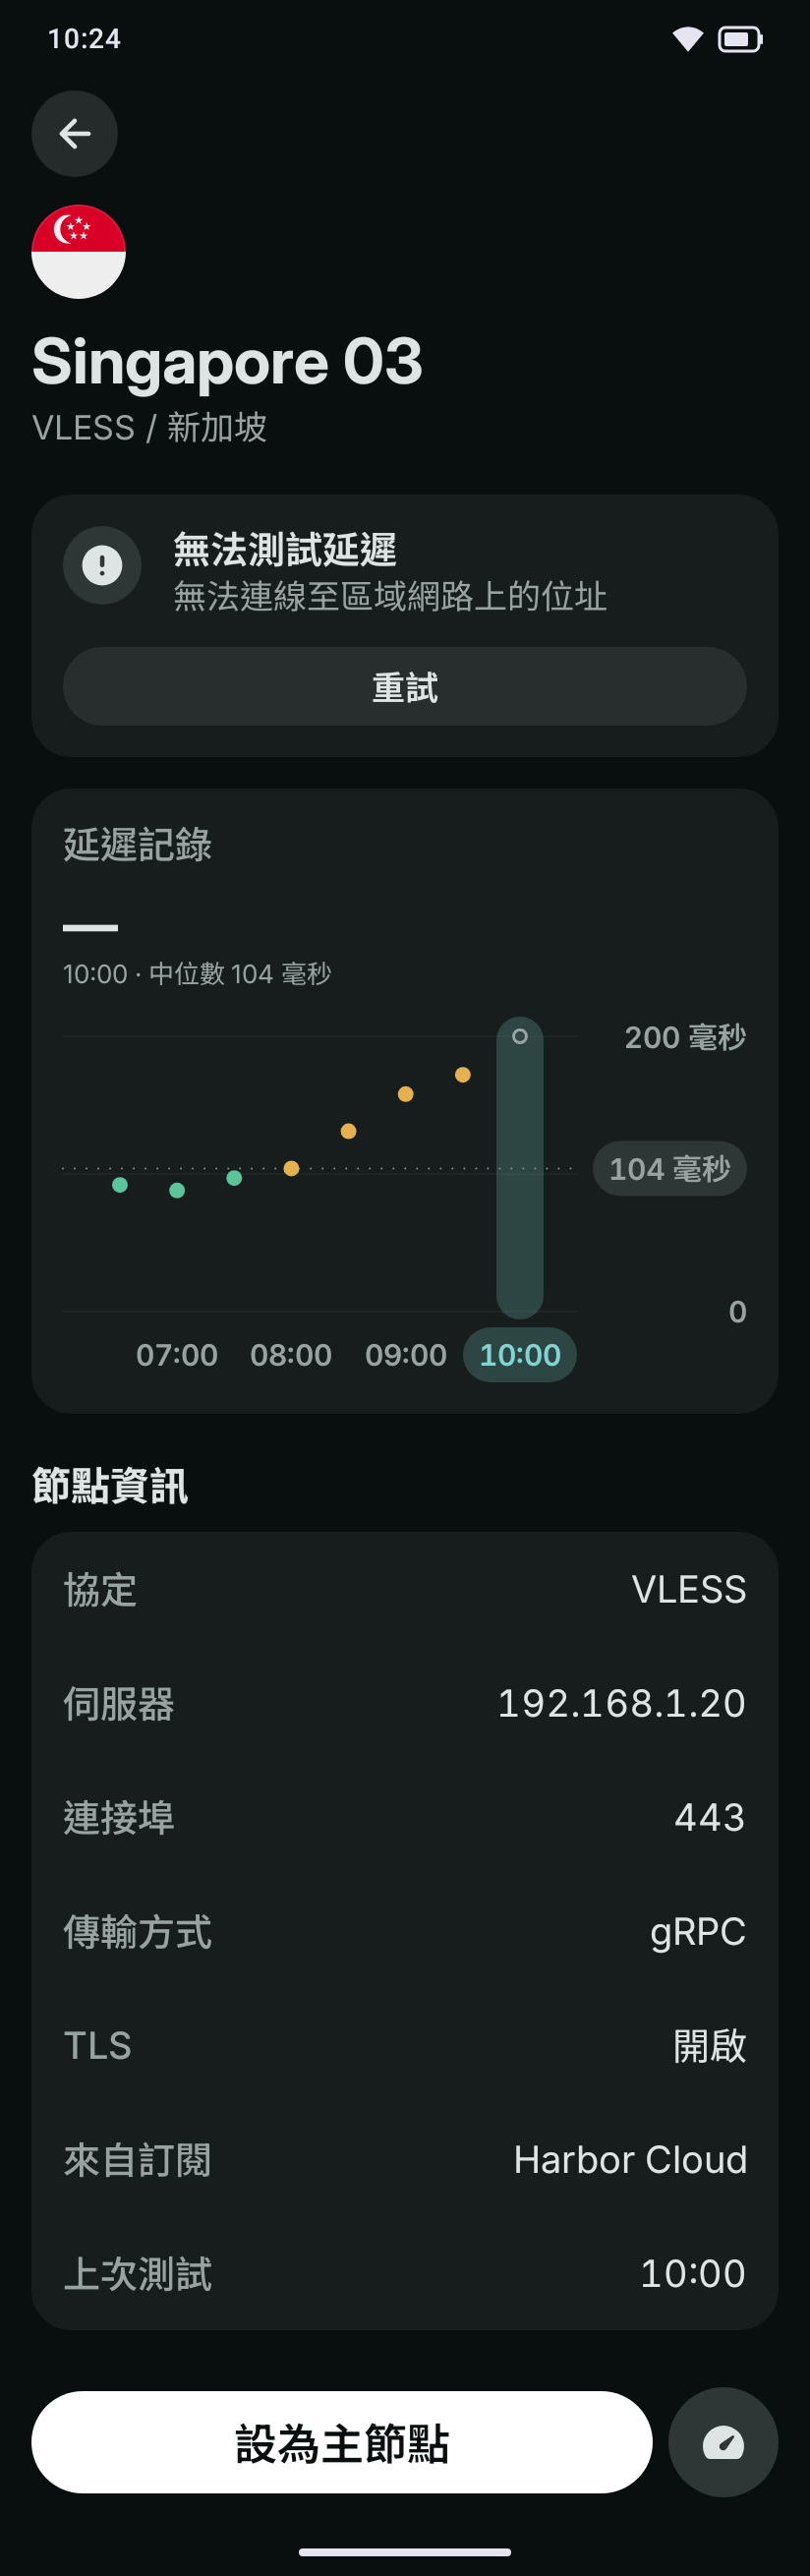 10:24
Singapore 03
VLESS / 新加坡
無法測試延遲
無法連線至區域網路上的位址
重試
延遲記錄
—
10:00 · 中位數 104 毫秒
200 毫秒
104 毫秒
0
07:00 08:00 09:00 10:00
節點資訊
協定 VLESS
伺服器 192.168.1.20
連接埠 443
傳輸方式 gRPC
TLS 開啟
來自訂閱 Harbor Cloud
上次測試 10:00
設為主節點